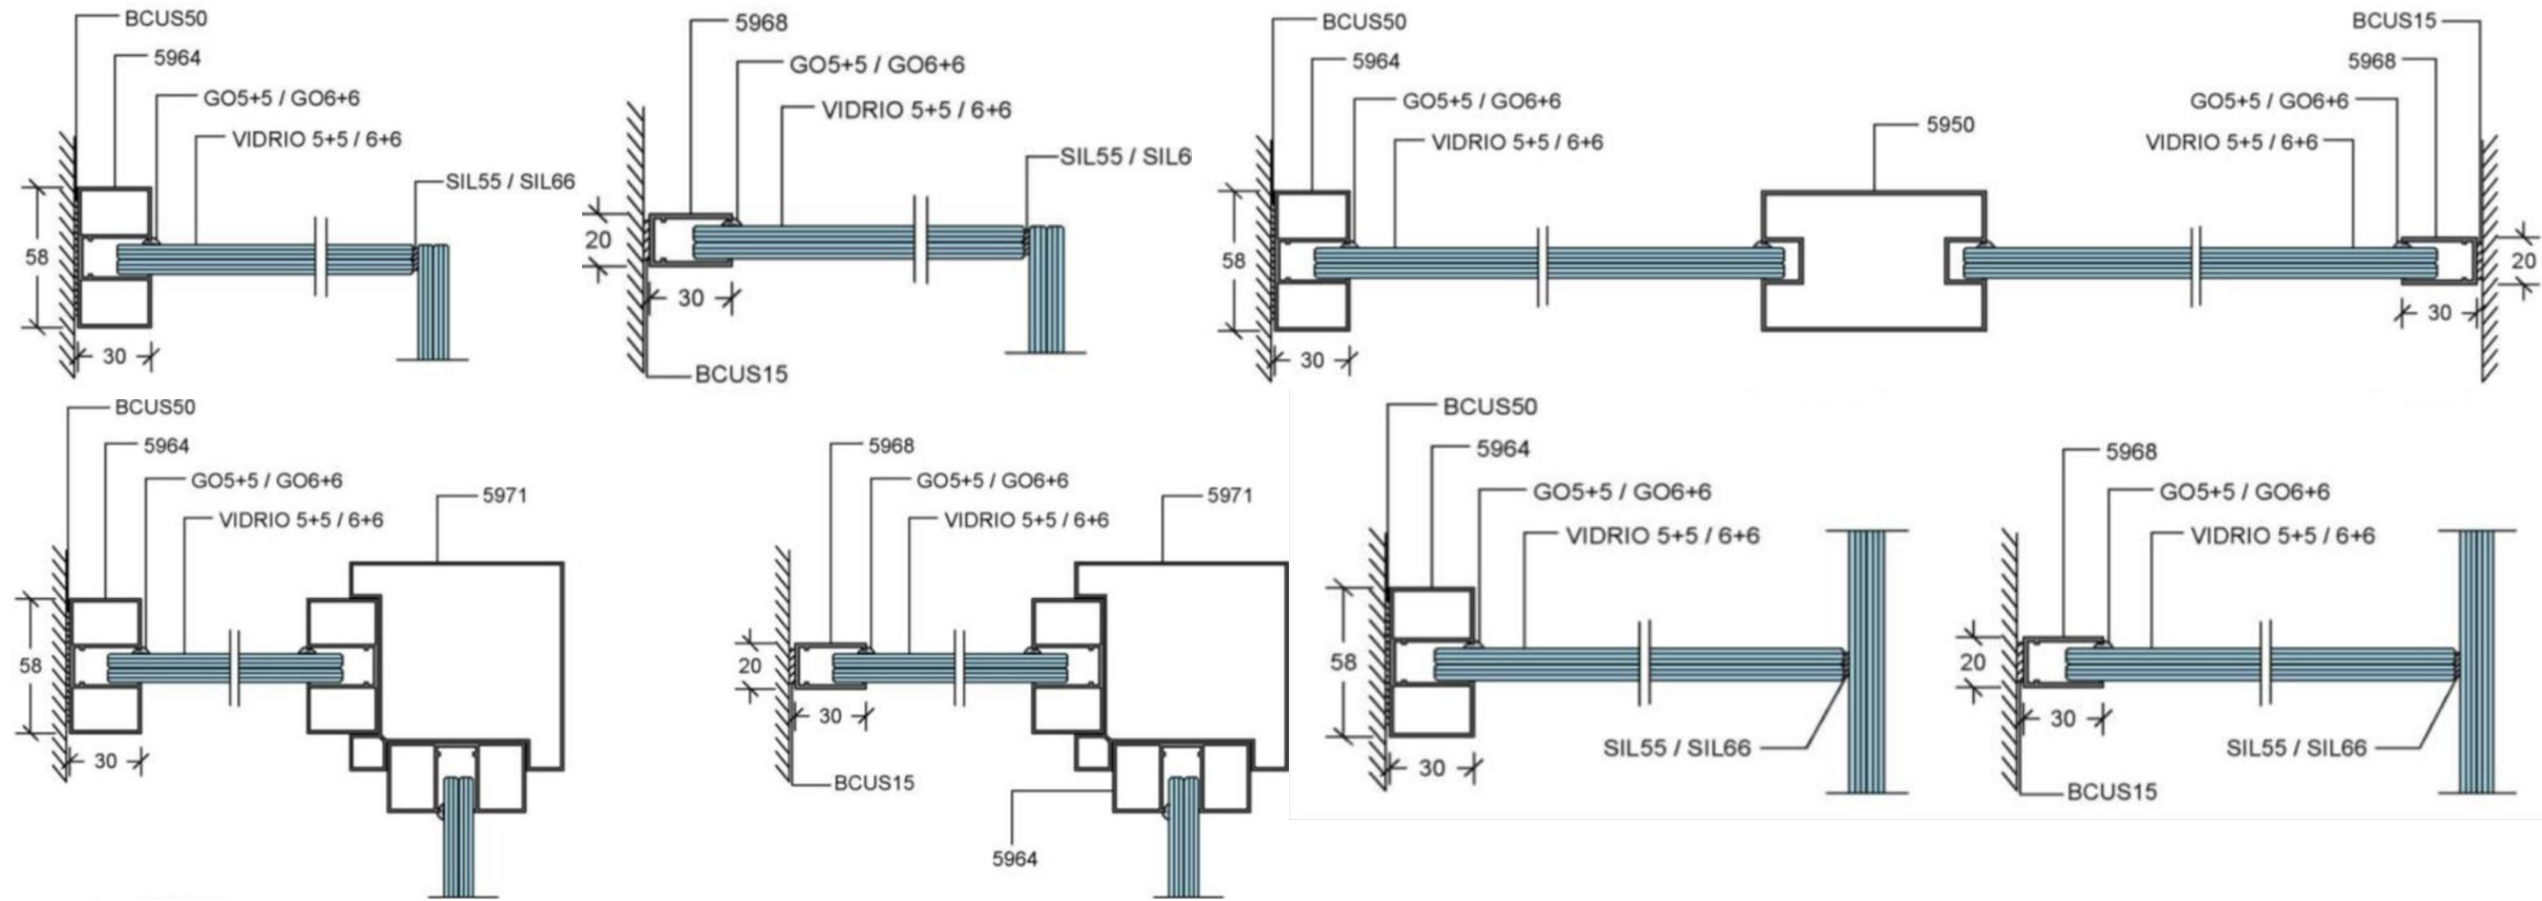 BCUS50
5964
GO5+5 / GO6+6
VIDRIO 5+5 / 6+6
SIL55 / SIL66
58
30
5968
GO5+5 / GO6+6
VIDRIO 5+5 / 6+6
SIL55 / SIL6
20
30
BCUS15
BCUS50
5964
GO5+5 / GO6+6
VIDRIO 5+5 / 6+6
58
30
5950
BCUS15
5968
GO5+5 / GO6+6
VIDRIO 5+5 / 6+6
20
30
BCUS50
5964
GO5+5 / GO6+6
VIDRIO 5+5 / 6+6
5971
58
30
5968
GO5+5 / GO6+6
VIDRIO 5+5 / 6+6
5971
20
30
BCUS15
5964
BCUS50
5964
GO5+5 / GO6+6
VIDRIO 5+5 / 6+6
58
30
SIL55 / SIL66
5968
GO5+5 / GO6+6
VIDRIO 5+5 / 6+6
20
30
SIL55 / SIL66
BCUS15